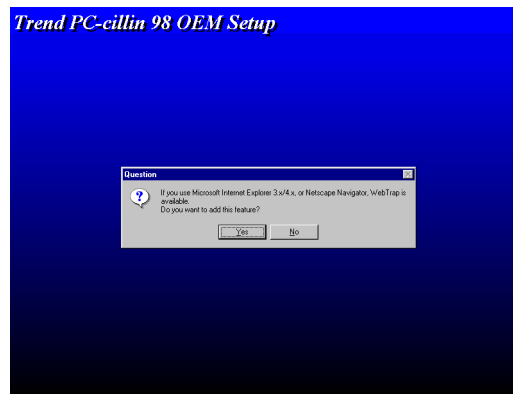 Trend PC-cillin 98 OEM Setup
Question
If you use Microsoft Internet Explorer 3.x/4.x, or Netscape Navigator, WebTrap is
available.
Do you want to add this feature?
Yes No